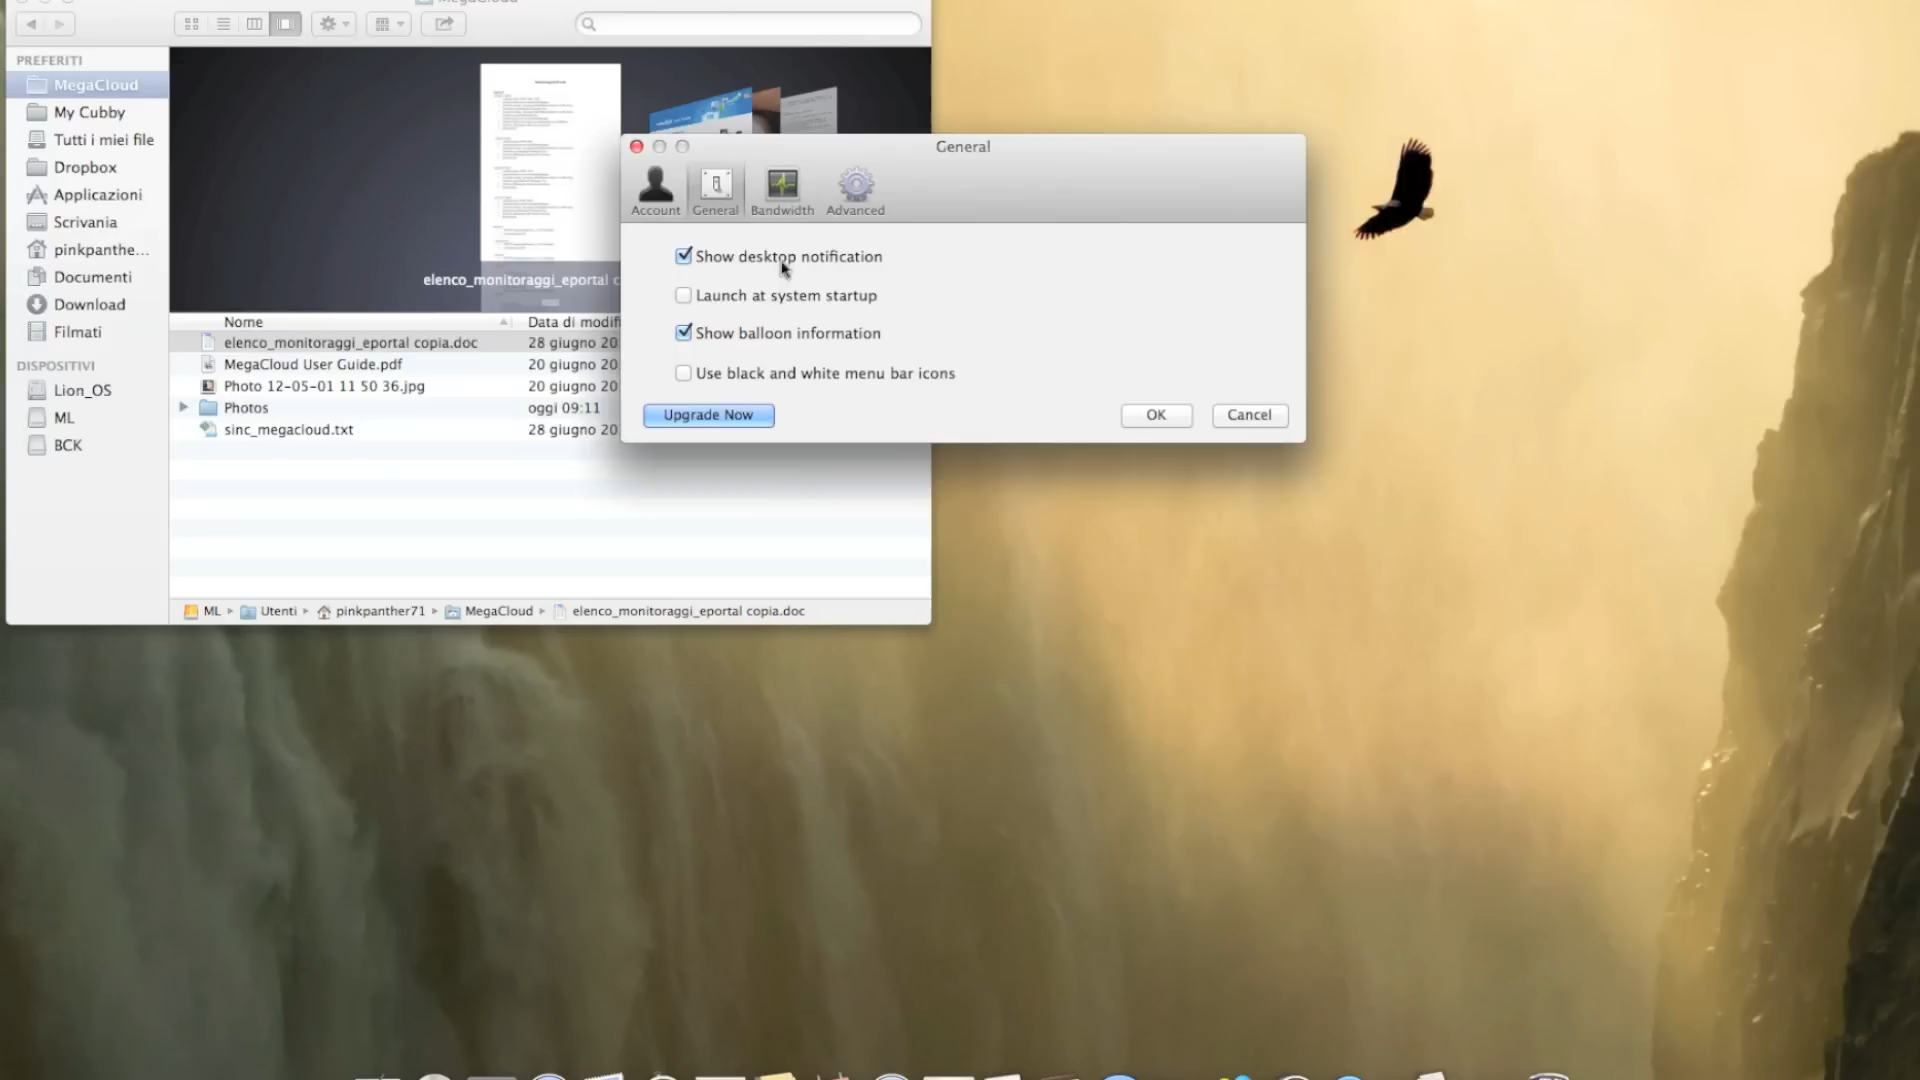 MegaCloud
PREFERITI
MegaCloud
My Cubby
Tutti i miei file
Dropbox
Applicazioni
Scrivania
pinkpanthe...
Documenti
Download
Filmati
DISPOSITIVI
Lion_OS
ML
BCK
elenco_monitoraggi_eportal c
Nome
Data di modifi
elenco_monitoraggi_eportal copia.doc
28 giugno 20
MegaCloud User Guide.pdf
20 giugno 20
Photo 12-05-01 11 50 36.jpg
20 giugno 20
Photos
oggi 09:11
sinc_megacloud.txt
28 giugno 20
ML
Utenti
pinkpanther71
MegaCloud
elenco_monitoraggi_eportal copia.doc
General
Account
General
Bandwidth
Advanced
Show desktop notification
Launch at system startup
Show balloon information
Use black and white menu bar icons
Upgrade Now
OK
Cancel